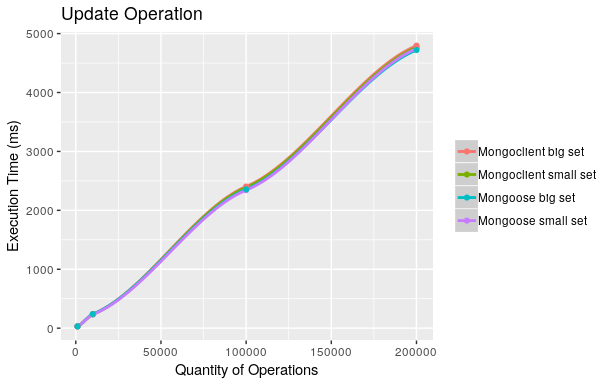 Update Operation
5000
4000
3000
2000
1000
0
Execution Time (ms)
0 50000 100000 150000 200000
Quantity of Operations
Mongoclient big set
Mongoclient small set
Mongoose big set
Mongoose small set